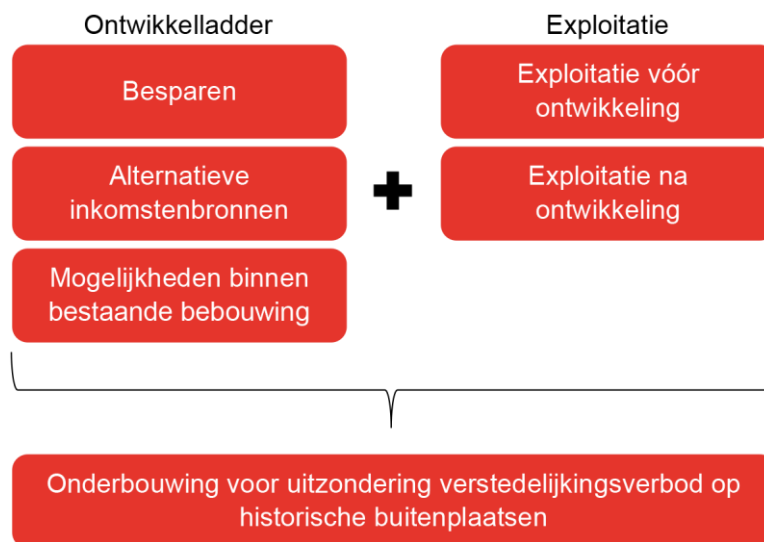 Ontwikkelladder
Besparen
Alternatieve
inkomstenbronnen
Mogelijkheden binnen
bestaande bebouwing
Exploitatie
Exploitatie vóór
ontwikkeling
Exploitatie na
ontwikkeling
Onderbouwing voor uitzondering verstedelijkingsverbod op
historische buitenplaatsen